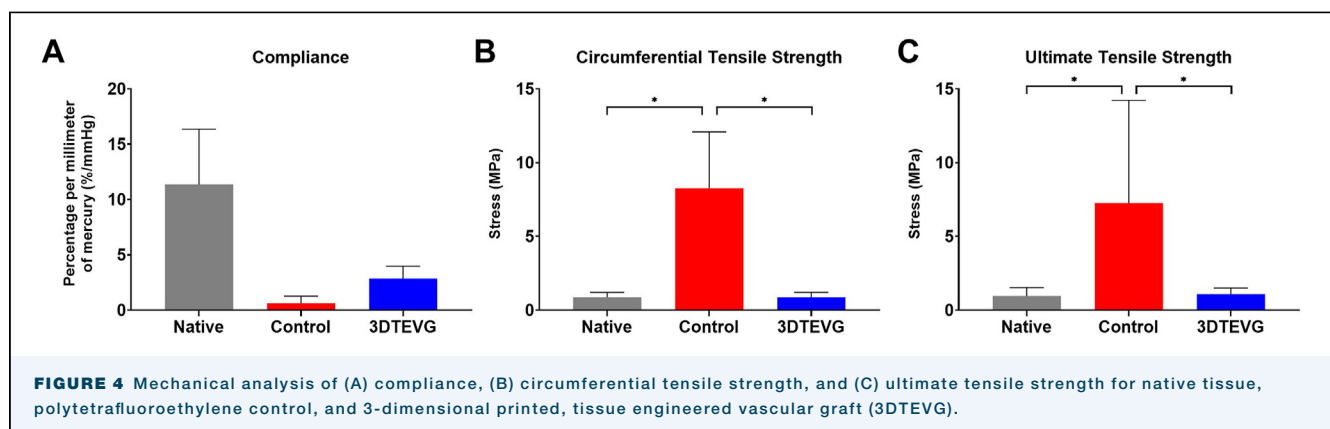 A
Compliance
Percentage per millimeter
of mercury (%/mmHg)
20
15
10
5
0
Native Control 3DTEVG
B
Circumferential Tensile Strength
Stress (MPa)
15
10
5
0
* *
Native Control 3DTEVG
C
Ultimate Tensile Strength
Stress (MPa)
15
10
5
0
* *
Native Control 3DTEVG
FIGURE 4 Mechanical analysis of (A) compliance, (B) circumferential tensile strength, and (C) ultimate tensile strength for native tissue,
polytetrafluoroethylene control, and 3-dimensional printed, tissue engineered vascular graft (3DTEVG).